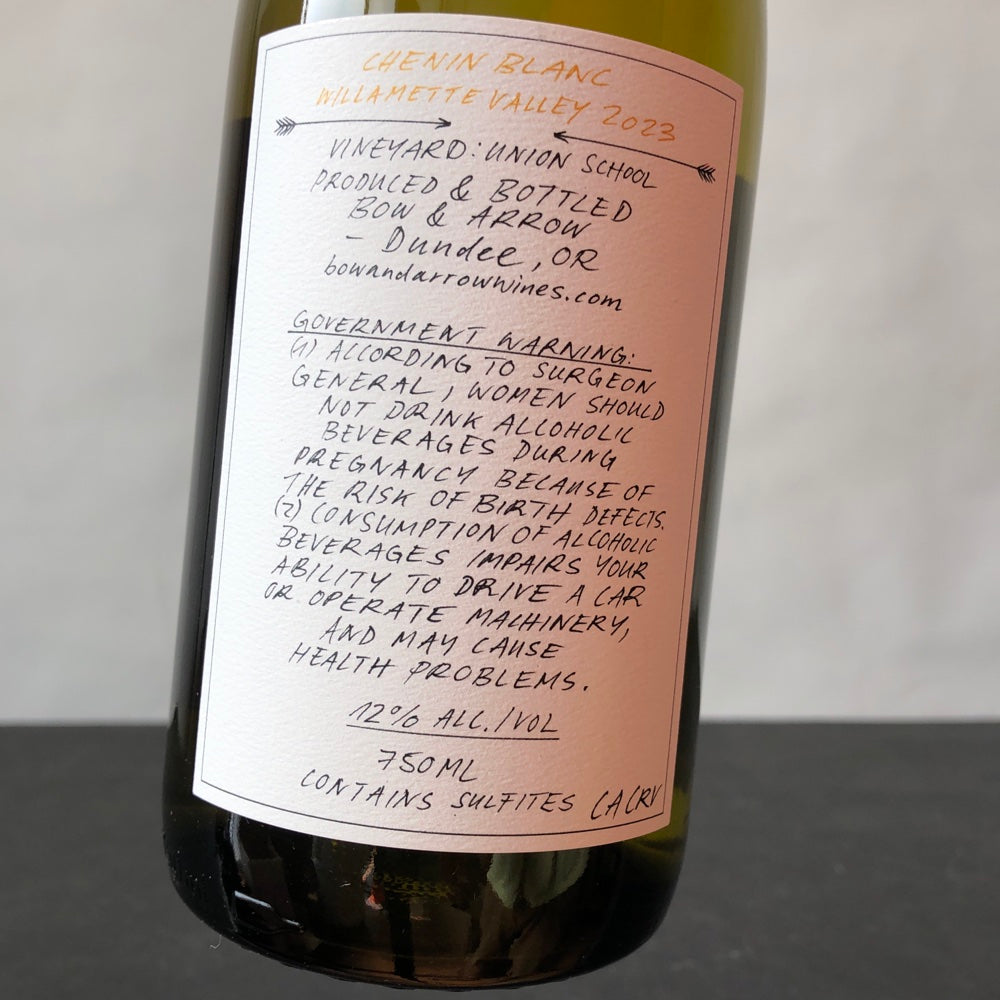 CHENIN BLANC
WILLAMETTE VALLEY 2023
VINEYARD: UNION SCHOOL
PRODUCED & BOTTLED
BOW & ARROW
- Dundee, OR
bowandarrowwines.com
GOVERNMENT WARNING:
(1) ACCORDING TO SURGEON
GENERAL, WOMEN SHOULD
NOT DRINK ALCOHOLIC
BEVERAGES DURING
PREGNANCY BECAUSE OF
THE RISK OF BIRTH DEFECTS.
(2) CONSUMPTION OF ALCOHOLIC
BEVERAGES IMPAIRS YOUR
ABILITY TO DRIVE A CAR
OR OPERATE MACHINERY,
AND MAY CAUSE
HEALTH PROBLEMS.
12% ALC./VOL
750ML
CONTAINS SULFITES CACRV